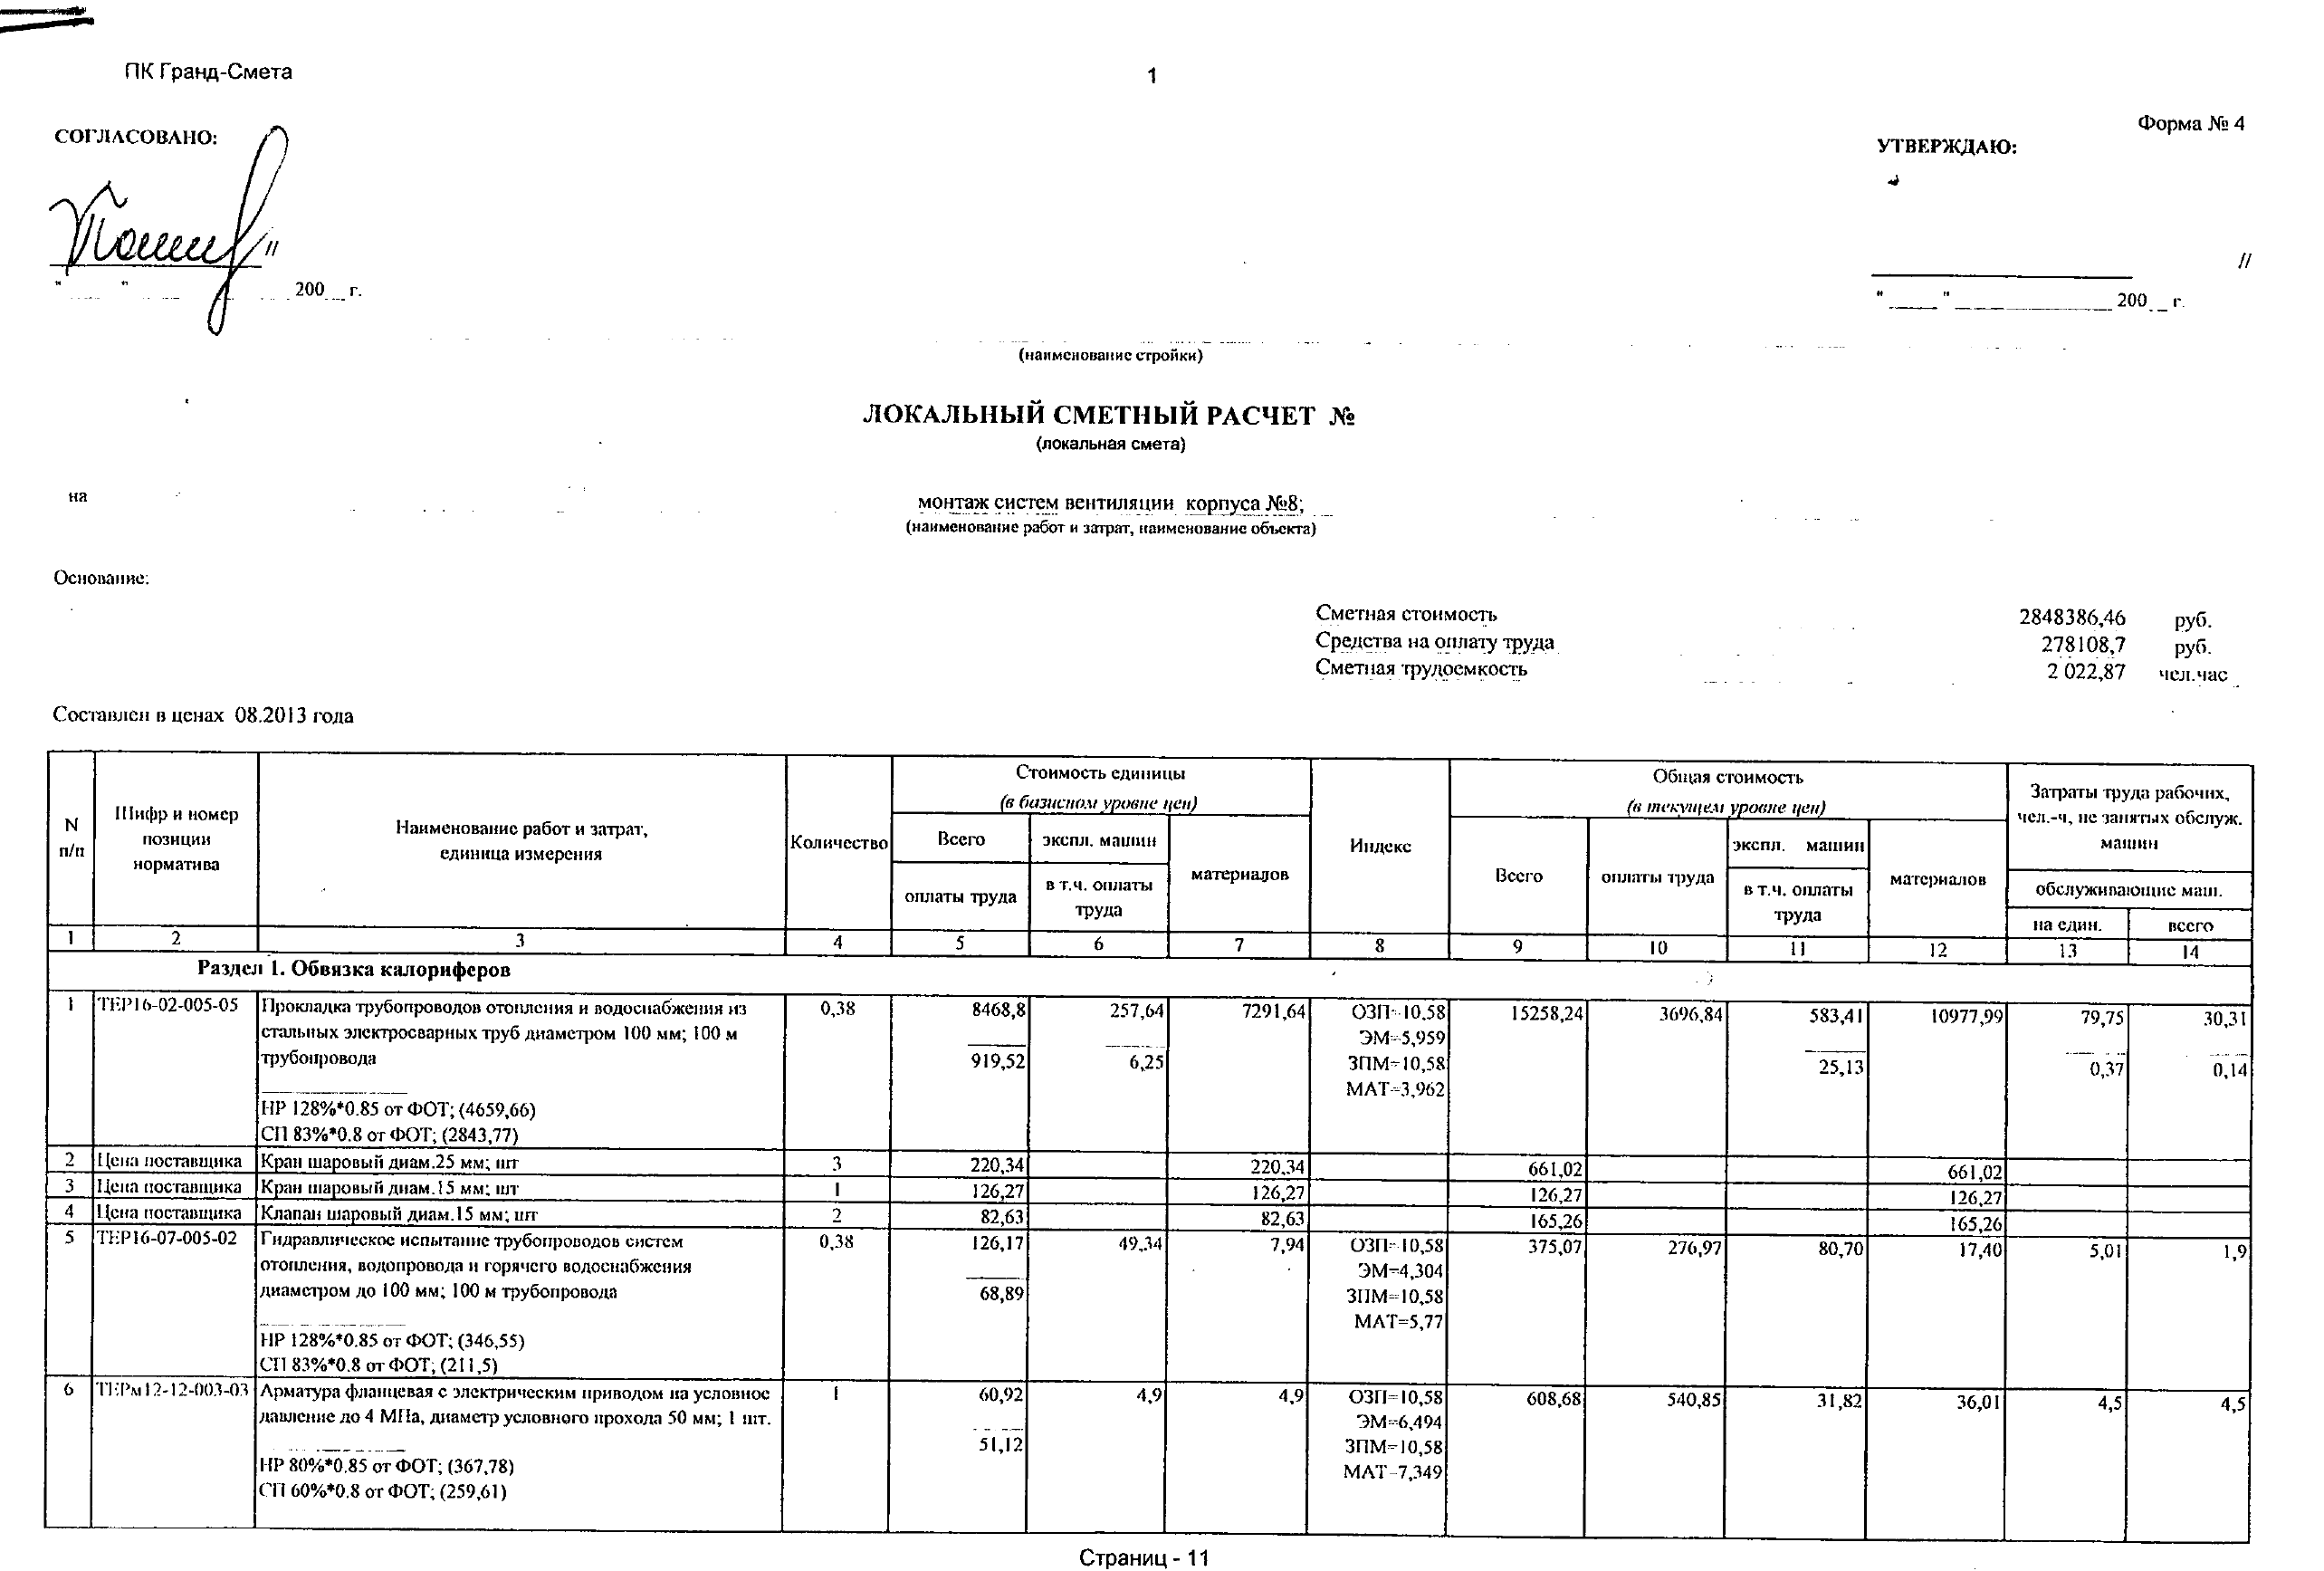 ПК Гранд-Смета
1
Форма № 4
СОГЛАСОВАНО:
УТВЕРЖДАЮ:
//
//
" " 200 г.
" " 200 г.
(наименование стройки)
ЛОКАЛЬНЫЙ СМЕТНЫЙ РАСЧЕТ №
(локальная смета)
на
монтаж систем вентиляции корпуса №8;
(наименование работ и затрат, наименование объекта)
Основание:
Сметная стоимость 2848386,46 руб.
Средства на оплату труда 278108,7 руб.
Сметная трудоемкость 2 022,87 чел.час
Составлен в ценах 08.2013 года
N п/п
Шифр и номер позиции норматива
Наименование работ и затрат, единица измерения
Количество
Стоимость единицы
(в базисном уровне цен)
Всего
оплаты труда
экспл. машин
в т.ч. оплаты труда
материалов
Индекс
Общая стоимость
(в текущем уровне цен)
Всего
оплаты труда
экспл. машин
в т.ч. оплаты труда
материалов
Затраты труда рабочих, чел.-ч, не занятых обслуж. машин
обслуживающие маш.
на един. всего
1 2 3 4 5 6 7 8 9 10 11 12 13 14
Раздел 1. Обвязка калориферов
1 ТЕР16-02-005-05 Прокладка трубопроводов отопления и водоснабжения из 0,38 8468,8 257,64 7291,64 ОЗП=10,58 15258,24 3696,84 583,41 10977,99 79,75 30,31
стальных электросварных труб диаметром 100 мм; 100 м ЭМ=5,959
трубопровода 919,52 6,25 ЗПМ=10,58 25,13 0,37 0,14
МАТ=3,962
НР 128%*0.85 от ФОТ; (4659,66)
СП 83%*0.8 от ФОТ; (2843,77)
2 Цена поставщика Кран шаровый диам.25 мм; шт 3 220,34 220,34 661,02 661,02
3 Цена поставщика Кран шаровый диам.15 мм; шт 1 126,27 126,27 126,27 126,27
4 Цена поставщика Клапан шаровый диам.15 мм; шт 2 82,63 82,63 165,26 165,26
5 ТЕР16-07-005-02 Гидравлическое испытание трубопроводов систем 0,38 126,17 49,34 7,94 ОЗП=10,58 375,07 276,97 80,70 17,40 5,01 1,9
отопления, водопровода и горячего водоснабжения ЭМ=4,304
диаметром до 100 мм; 100 м трубопровода 68,89 ЗПМ=10,58
МАТ=5,77
НР 128%*0.85 от ФОТ; (346,55)
СП 83%*0.8 от ФОТ; (211,5)
6 ТЕРм12-12-003-03 Арматура фланцевая с электрическим приводом на условное 1 60,92 4,9 4,9 ОЗП=10,58 608,68 540,85 31,82 36,01 4,5 4,5
давление до 4 МПа, диаметр условного прохода 50 мм; 1 шт. ЭМ=6,494
51,12 ЗПМ=10,58
НР 80%*0.85 от ФОТ; (367,78) МАТ=7,349
СП 60%*0.8 от ФОТ; (259,61)
Страниц - 11